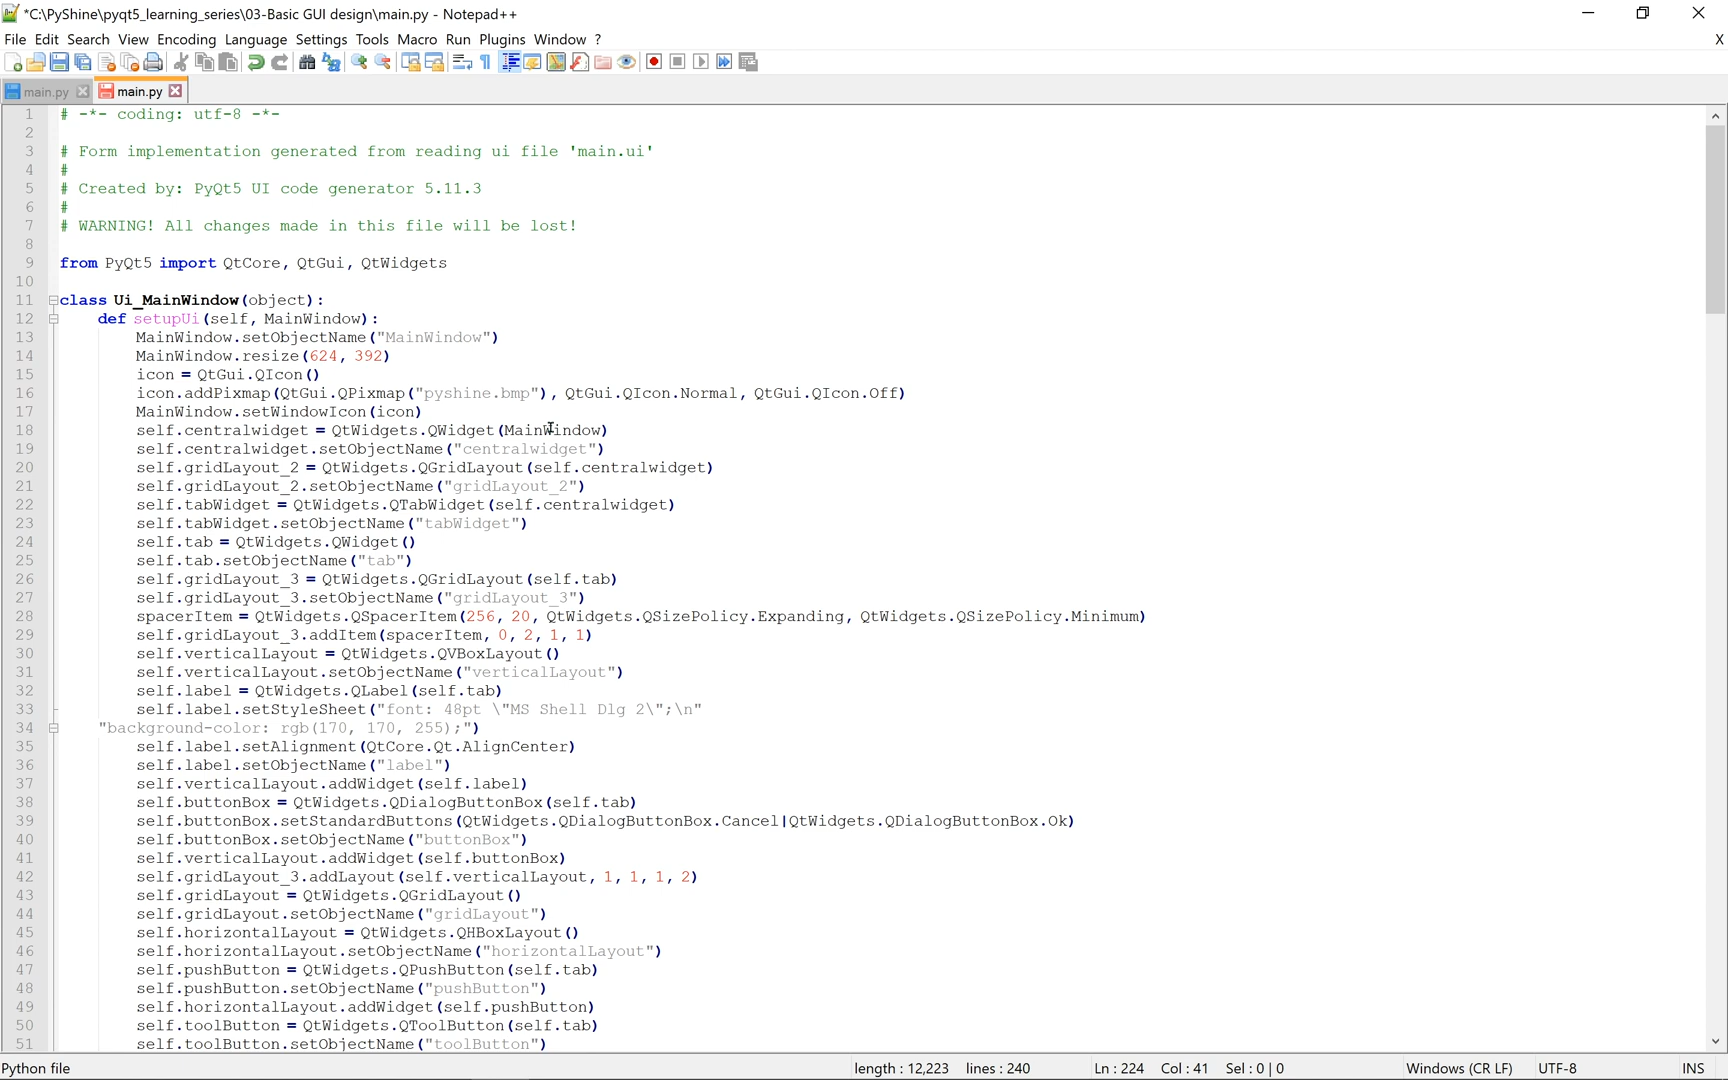 *C:\PyShine\pyqt5_learning_series\03-Basic GUI design\main.py - Notepad++
File Edit Search View Encoding Language Settings Tools Macro Run Plugins Window ? X
main.py main.py
1 # -*- coding: utf-8 -*-
2
3 # Form implementation generated from reading ui file 'main.ui'
4 #
5 # Created by: PyQt5 UI code generator 5.11.3
6 #
7 # WARNING! All changes made in this file will be lost!
8
9 from PyQt5 import QtCore, QtGui, QtWidgets
10
11 class Ui_MainWindow(object):
12 def setupUi(self, MainWindow):
13 MainWindow.setObjectName("MainWindow")
14 MainWindow.resize(624, 392)
15 icon = QtGui.QIcon()
16 icon.addPixmap(QtGui.QPixmap("pyshine.bmp"), QtGui.QIcon.Normal, QtGui.QIcon.Off)
17 MainWindow.setWindowIcon(icon)
18 self.centralwidget = QtWidgets.QWidget(MainWindow)
19 self.centralwidget.setObjectName("centralwidget")
20 self.gridLayout_2 = QtWidgets.QGridLayout(self.centralwidget)
21 self.gridLayout_2.setObjectName("gridLayout_2")
22 self.tabWidget = QtWidgets.QTabWidget(self.centralwidget)
23 self.tabWidget.setObjectName("tabWidget")
24 self.tab = QtWidgets.QWidget()
25 self.tab.setObjectName("tab")
26 self.gridLayout_3 = QtWidgets.QGridLayout(self.tab)
27 self.gridLayout_3.setObjectName("gridLayout_3")
28 spacerItem = QtWidgets.QSpacerItem(256, 20, QtWidgets.QSizePolicy.Expanding, QtWidgets.QSizePolicy.Minimum)
29 self.gridLayout_3.addItem(spacerItem, 0, 2, 1, 1)
30 self.verticalLayout = QtWidgets.QVBoxLayout()
31 self.verticalLayout.setObjectName("verticalLayout")
32 self.label = QtWidgets.QLabel(self.tab)
33 self.label.setStyleSheet("font: 48pt \"MS Shell Dlg 2\";\n"
34 "background-color: rgb(170, 170, 255);")
35 self.label.setAlignment(QtCore.Qt.AlignCenter)
36 self.label.setObjectName("label")
37 self.verticalLayout.addWidget(self.label)
38 self.buttonBox = QtWidgets.QDialogButtonBox(self.tab)
39 self.buttonBox.setStandardButtons(QtWidgets.QDialogButtonBox.Cancel|QtWidgets.QDialogButtonBox.Ok)
40 self.buttonBox.setObjectName("buttonBox")
41 self.verticalLayout.addWidget(self.buttonBox)
42 self.gridLayout_3.addLayout(self.verticalLayout, 1, 1, 1, 2)
43 self.gridLayout = QtWidgets.QGridLayout()
44 self.gridLayout.setObjectName("gridLayout")
45 self.horizontalLayout = QtWidgets.QHBoxLayout()
46 self.horizontalLayout.setObjectName("horizontalLayout")
47 self.pushButton = QtWidgets.QPushButton(self.tab)
48 self.pushButton.setObjectName("pushButton")
49 self.horizontalLayout.addWidget(self.pushButton)
50 self.toolButton = QtWidgets.QToolButton(self.tab)
51 self.toolButton.setObjectName("toolButton")
Python file length : 12,223 lines : 240 Ln : 224 Col : 41 Sel : 0 | 0 Windows (CR LF) UTF-8 INS